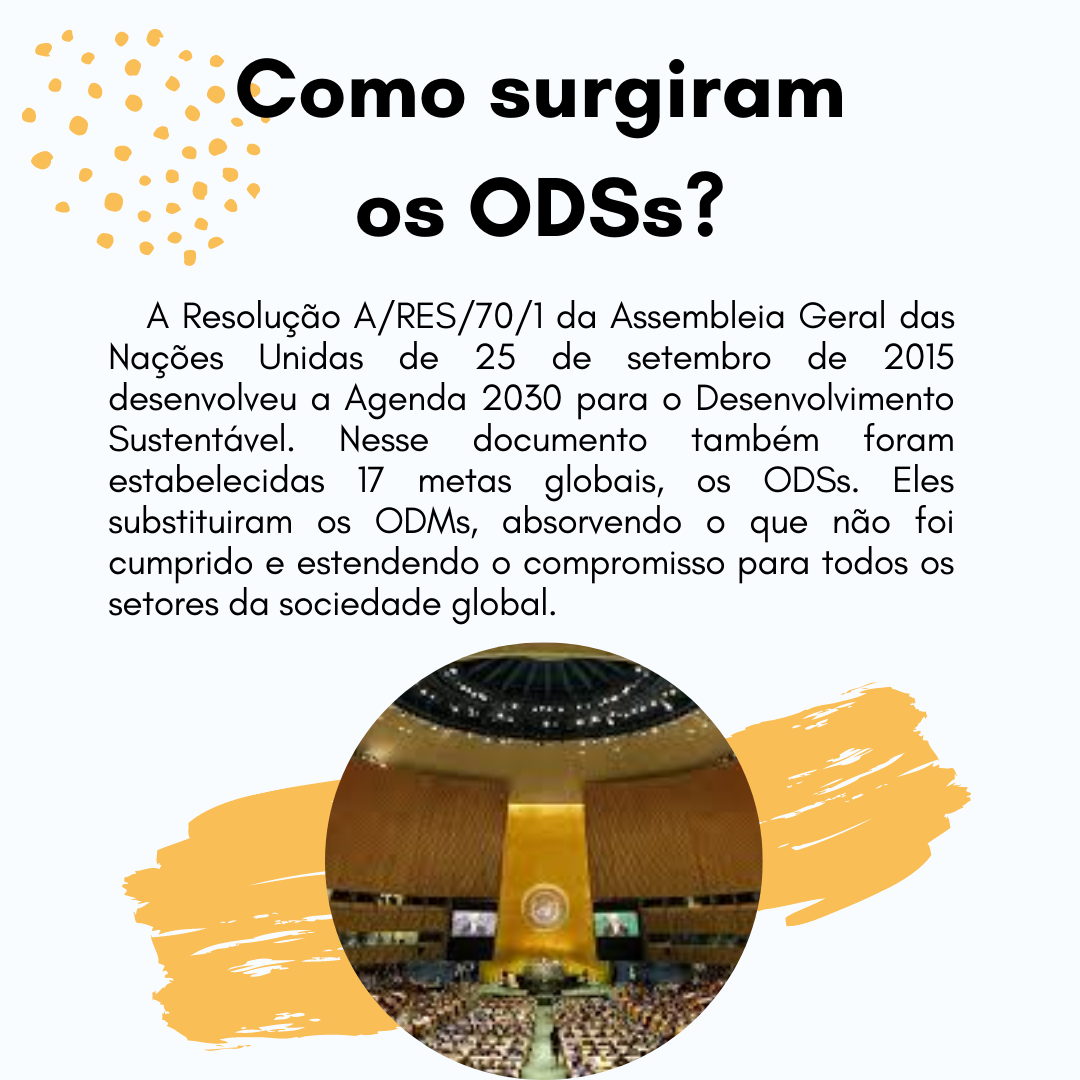 Como surgiram
os ODSs?
A Resolução A/RES/70/1 da Assembleia Geral das
Nações Unidas de 25 de setembro de 2015
desenvolveu a Agenda 2030 para o Desenvolvimento
Sustentável. Nesse documento também foram
estabelecidas 17 metas globais, os ODSs. Eles
substituiram os ODMs, absorvendo o que não foi
cumprido e estendendo o compromisso para todos os
setores da sociedade global.